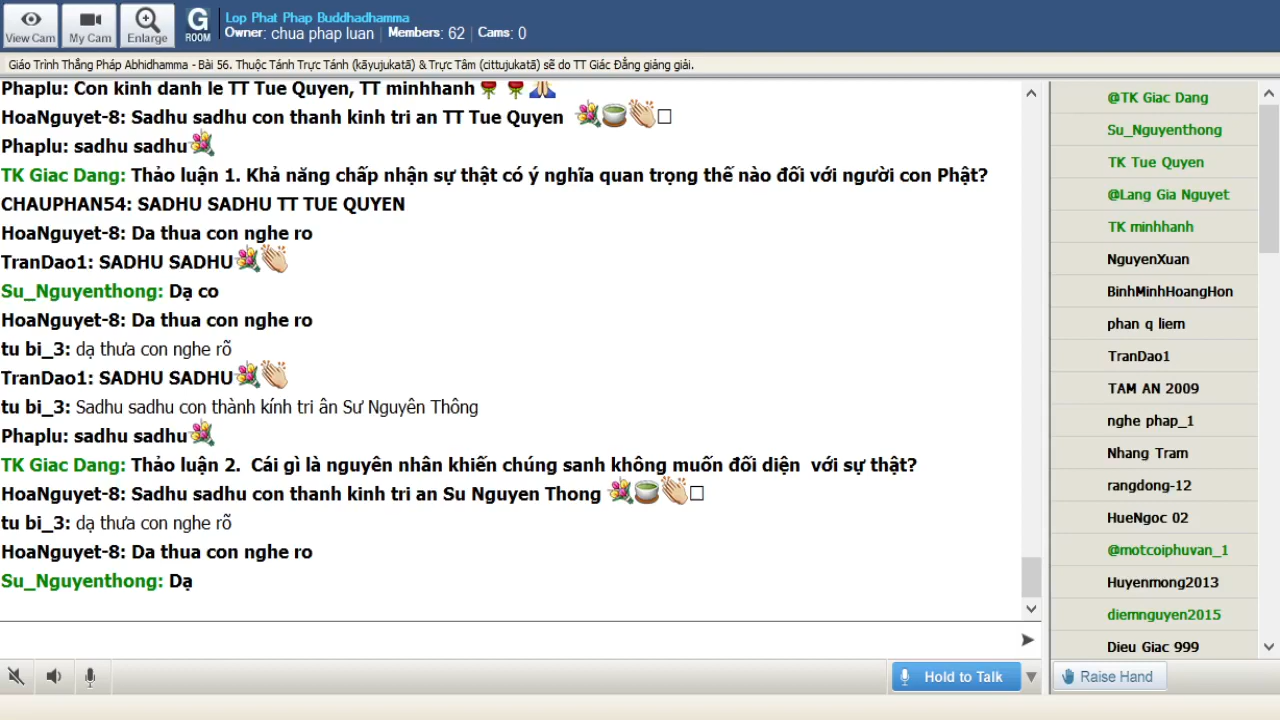 View Cam
My Cam
Enlarge
G
ROOM
Lop Phat Phap Buddhadhamma
Owner: chua phap luan | Members: 62 | Cams: 0
Giáo Trình Thắng Pháp Abhidhamma - Bài 56. Thuộc Tánh Trực Tánh (kāyujukatā) & Trực Tâm (cittujukatā) sẽ do TT Giác Đẳng giảng giải.
Phaplu: Con kinh danh le TT Tue Quyen, TT minhhanh
HoaNguyet-8: Sadhu sadhu con thanh kinh tri an TT Tue Quyen
Phaplu: sadhu sadhu
TK Giac Dang: Thảo luận 1. Khả năng chấp nhận sự thật có ý nghĩa quan trọng thế nào đối với người con Phật?
CHAUPHAN54: SADHU SADHU TT TUE QUYEN
HoaNguyet-8: Da thua con nghe ro
TranDao1: SADHU SADHU
Su_Nguyenthong: Dạ co
HoaNguyet-8: Da thua con nghe ro
tu bi_3: dạ thưa con nghe rõ
TranDao1: SADHU SADHU
tu bi_3: Sadhu sadhu con thành kính tri ân Sư Nguyên Thông
Phaplu: sadhu sadhu
TK Giac Dang: Thảo luận 2. Cái gì là nguyên nhân khiến chúng sanh không muốn đối diện với sự thật?
HoaNguyet-8: Sadhu sadhu con thanh kinh tri an Su Nguyen Thong
tu bi_3: dạ thưa con nghe rõ
HoaNguyet-8: Da thua con nghe ro
Su_Nguyenthong: Dạ
@TK Giac Dang
Su_Nguyenthong
TK Tue Quyen
@Lang Gia Nguyet
TK minhhanh
NguyenXuan
BinhMinhHoangHon
phan q liem
TranDao1
TAM AN 2009
nghe phap_1
Nhang Tram
rangdong-12
HueNgoc 02
@motcoiphuvan_1
Huyenmong2013
diemnguyen2015
Dieu Giac 999
Hold to Talk
Raise Hand